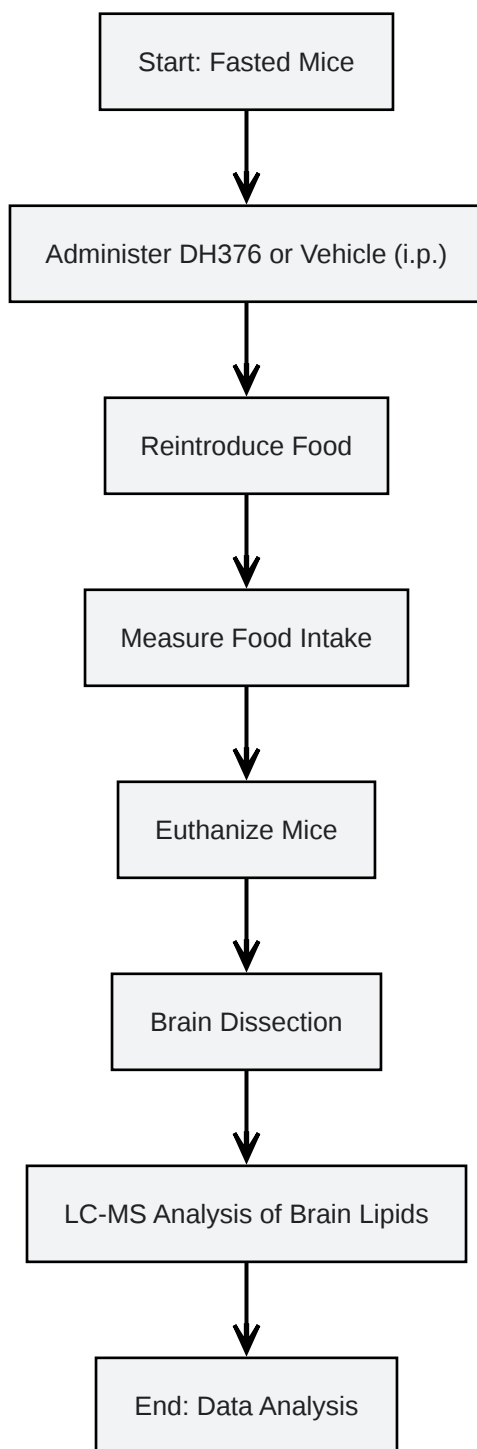 Start: Fasted Mice
Administer DH376 or Vehicle (i.p.)
Reintroduce Food
Measure Food Intake
Euthanize Mice
Brain Dissection
LC-MS Analysis of Brain Lipids
End: Data Analysis